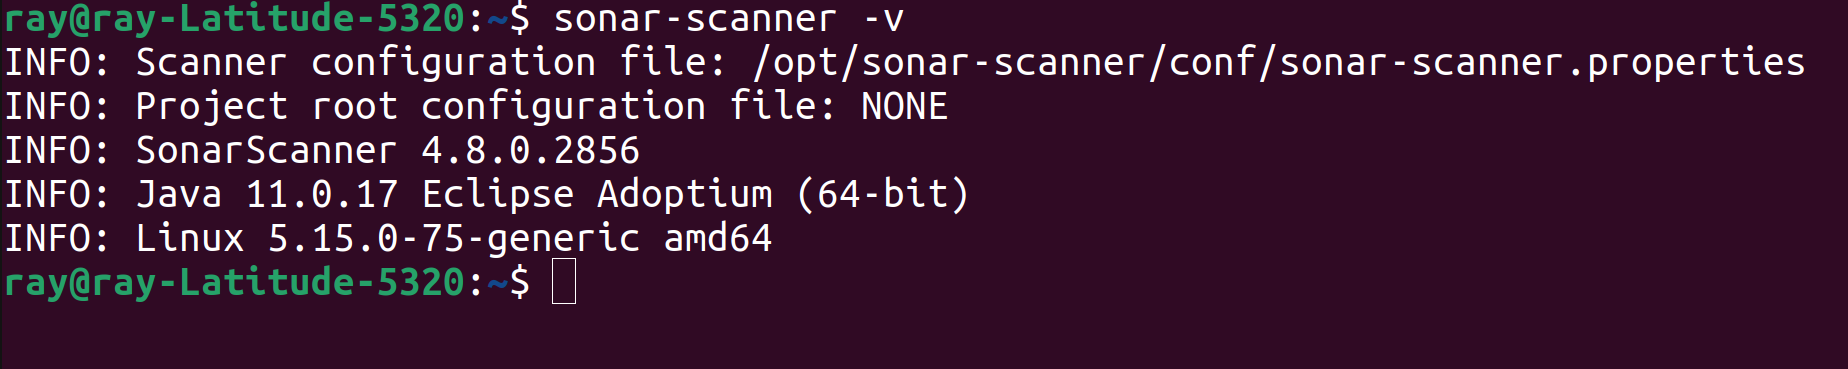 ray@ray-Latitude-5320:~$ sonar-scanner -v
INFO: Scanner configuration file: /opt/sonar-scanner/conf/sonar-scanner.properties
INFO: Project root configuration file: NONE
INFO: SonarScanner 4.8.0.2856
INFO: Java 11.0.17 Eclipse Adoptium (64-bit)
INFO: Linux 5.15.0-75-generic amd64
ray@ray-Latitude-5320:~$